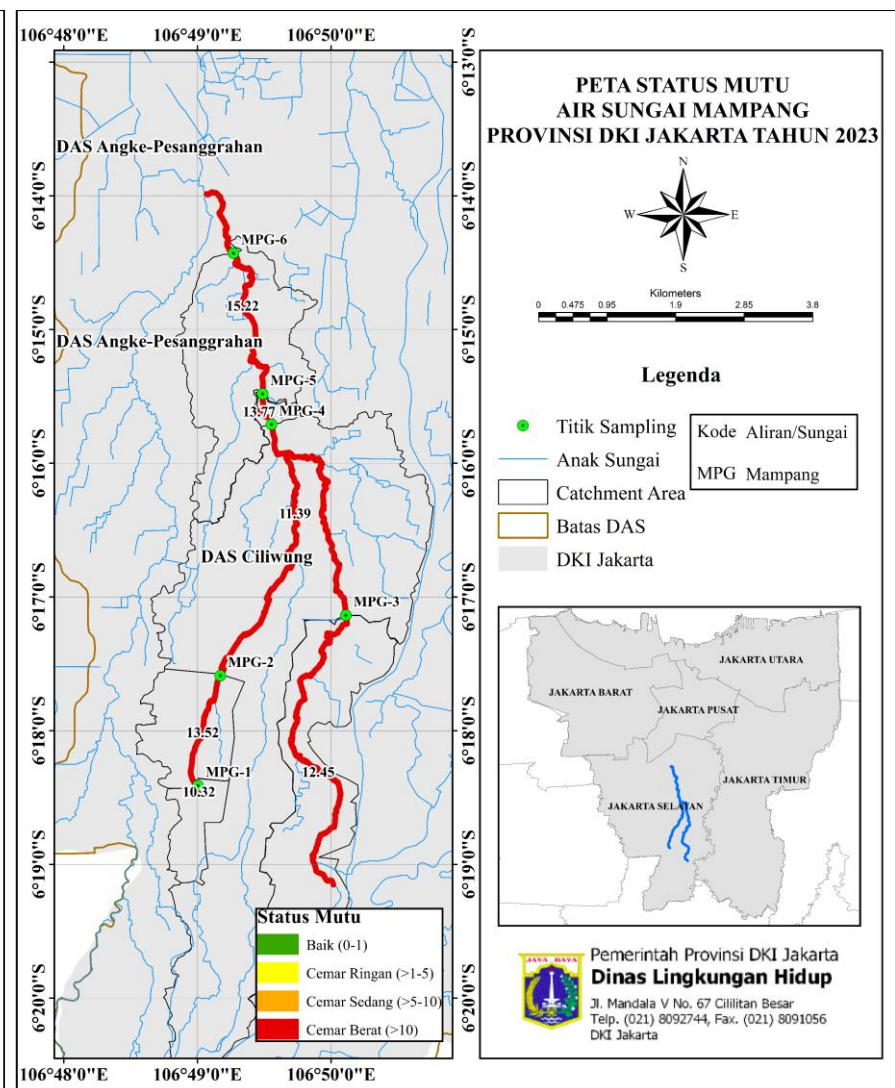 106°48'0"E 106°49'0"E 106°50'0"E
6°13'0"S
6°14'0"S
6°15'0"S
6°16'0"S
6°17'0"S
6°18'0"S
6°19'0"S
6°20'0"S
DAS Angke-Pesanggrahan
MPG-6
15.22
DAS Angke-Pesanggrahan
MPG-5
13.77 MPG-4
11.39
DAS Ciliwung
MPG-3
MPG-2
13.52
MPG-1
12.45
10.32
Status Mutu
Baik (0-1)
Cemar Ringan (>1-5)
Cemar Sedang (>5-10)
Cemar Berat (>10)
106°48'0"E 106°49'0"E 106°50'0"E
6°13'0"S
6°14'0"S
6°15'0"S
6°16'0"S
6°17'0"S
6°18'0"S
6°19'0"S
6°20'0"S
PETA STATUS MUTU
AIR SUNGAI MAMPANG
PROVINSI DKI JAKARTA TAHUN 2023
N
W E
S
Kilometers
0 0.475 0.95 1.9 2.85 3.8
Legenda
Titik Sampling
Anak Sungai
Catchment Area
Batas DAS
DKI Jakarta
Kode Aliran/Sungai
MPG Mampang
JAKARTA UTARA
JAKARTA BARAT
JAKARTA PUSAT
JAKARTA TIMUR
JAKARTA SELATAN
JAYA RAYA
Pemerintah Provinsi DKI Jakarta
Dinas Lingkungan Hidup
Jl. Mandala V No. 67 Cililitan Besar
Telp. (021) 8092744, Fax. (021) 8091056
DKI Jakarta